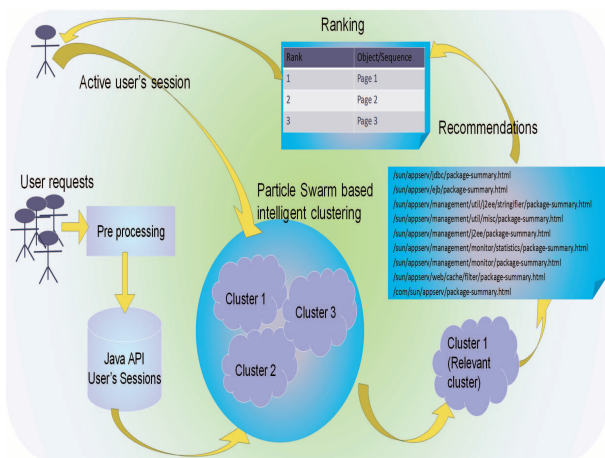 Ranking
Rank Object/Sequence
1 Page 1
2 Page 2
3 Page 3
Active user's session
Recommendations
User requests
Pre processing
Particle Swarm based
intelligent clustering
/sun/appserv/jdbc/package-summary.html
/sun/appserv/ejb/package-summary.html
/sun/appserv/management/util/j2ee/stringifier/package-summary.html
/sun/appserv/management/util/misc/package-summary.html
/sun/appserv/management/j2ee/package-summary.html
/sun/appserv/management/monitor/statistics/package-summary.html
/sun/appserv/management/monitor/package-summary.html
/sun/appserv/web/cache/filter/package-summary.html
/com/sun/appserv/package-summary.html
Cluster 1
Cluster 3
Cluster 2
Java API
User's Sessions
Cluster 1
(Relevant
cluster)